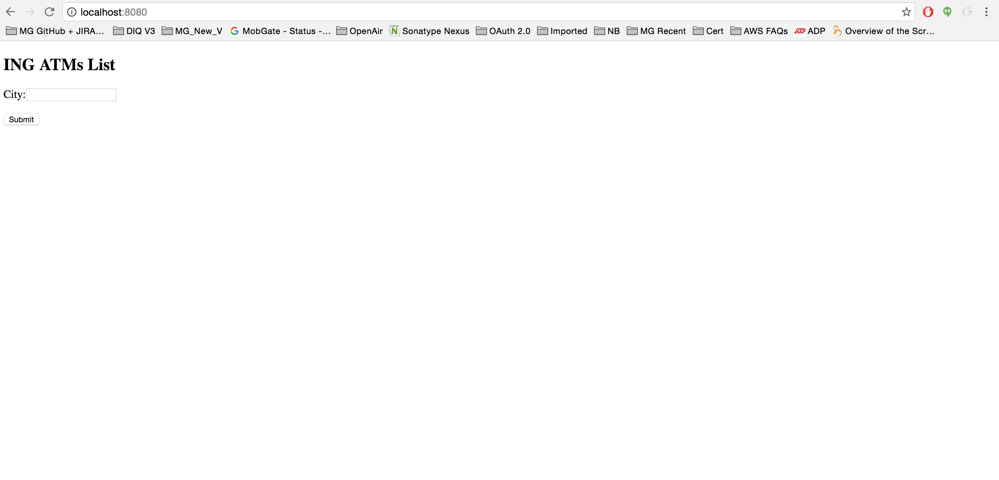 localhost:8080
MG GitHub + JIRA... DIQ V3 MG_New_V MobGate - Status -... OpenAir Sonatype Nexus OAuth 2.0 Imported NB MG Recent Cert AWS FAQs ADP ADP Overview of the Scr...
ING ATMs List
City:
Submit